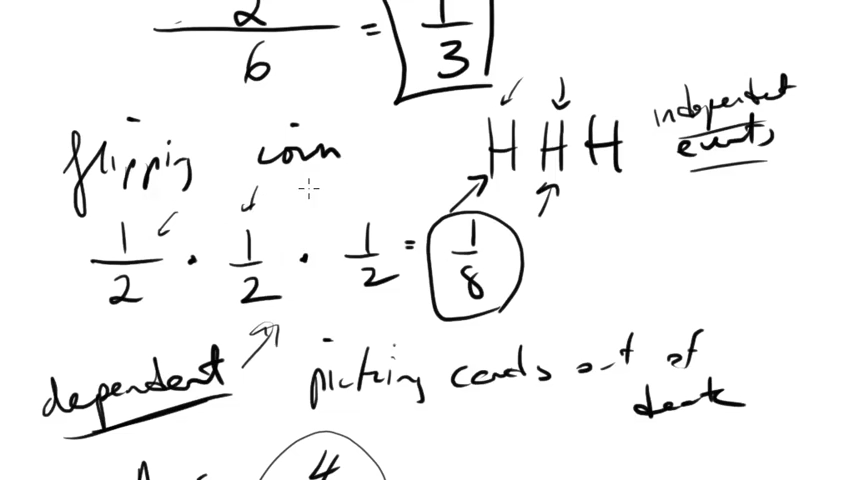 2/6 = 1/3
flipping coin
H H H
independent
events
1/2 · 1/2 · 1/2 = 1/8
dependent
picking cards out of
deck
4